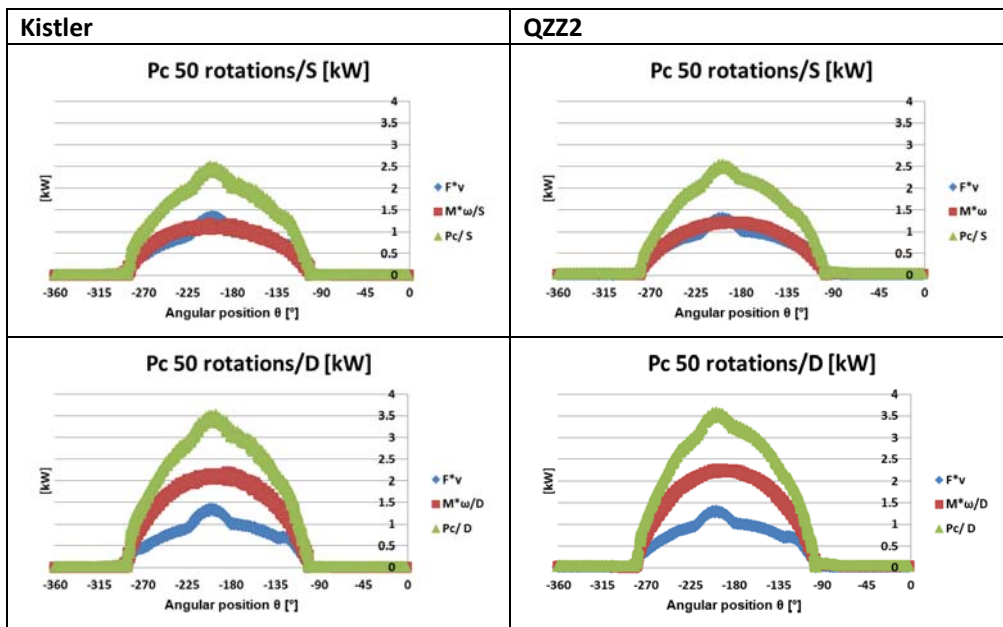 Kistler
QZZ2
Pc 50 rotations/S [kW]
[kW]
4
3.5
3
2.5
2
1.5
1
0.5
0
-360 -315 -270 -225 -180 -135 -90 -45 0
Angular position θ [°]
F*v
M*ω/S
Pc/ S
Pc 50 rotations/S [kW]
[kW]
4
3.5
3
2.5
2
1.5
1
0.5
0
-360 -315 -270 -225 -180 -135 -90 -45 0
Angular position θ [°]
F*v
M*ω
Pc/ S
Pc 50 rotations/D [kW]
[kW]
4
3.5
3
2.5
2
1.5
1
0.5
0
-360 -315 -270 -225 -180 -135 -90 -45 0
Angular position θ [°]
F*v
M*ω/D
Pc/ D
Pc 50 rotations/D [kW]
[kW]
4
3.5
3
2.5
2
1.5
1
0.5
0
-360 -315 -270 -225 -180 -135 -90 -45 0
Angular position θ [°]
F*v
M*ω/D
Pc/ D